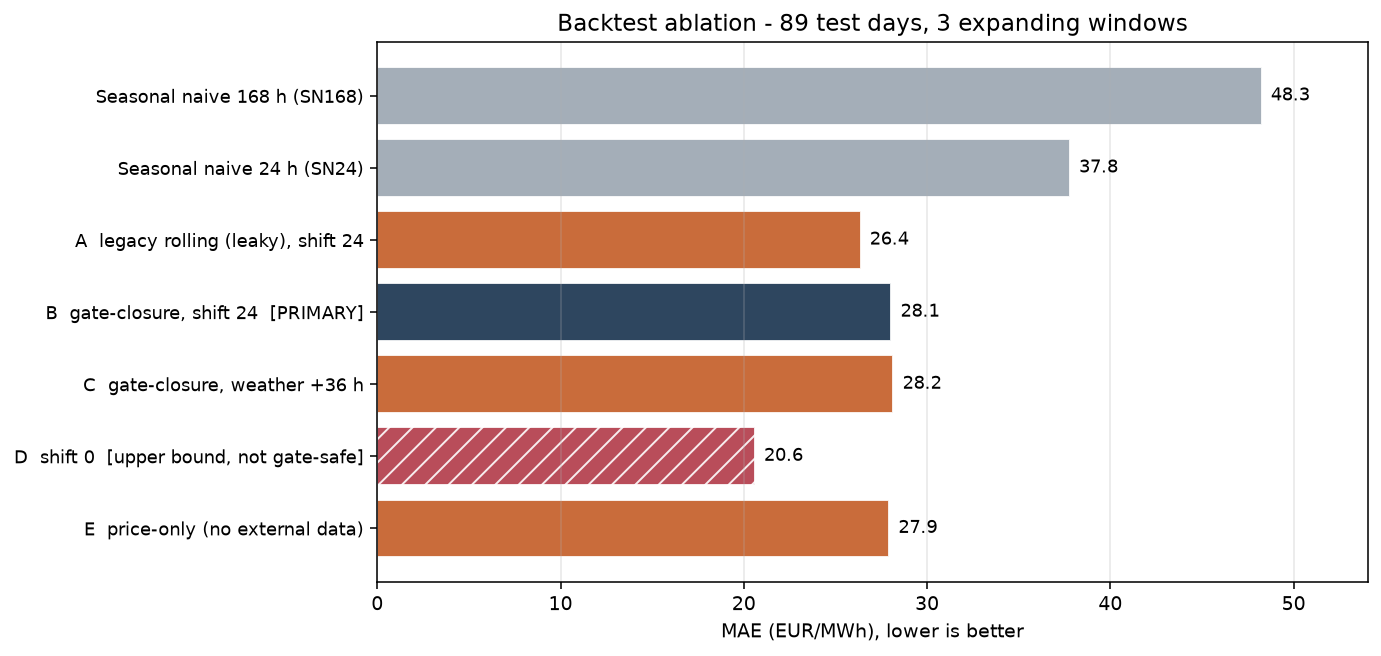 Backtest ablation - 89 test days, 3 expanding windows
Seasonal naive 168 h (SN168)
48.3
Seasonal naive 24 h (SN24)
37.8
A  legacy rolling (leaky), shift 24
26.4
B  gate-closure, shift 24  [PRIMARY]
28.1
C  gate-closure, weather +36 h
28.2
D  shift 0  [upper bound, not gate-safe]
20.6
E  price-only (no external data)
27.9
0 10 20 30 40 50
MAE (EUR/MWh), lower is better